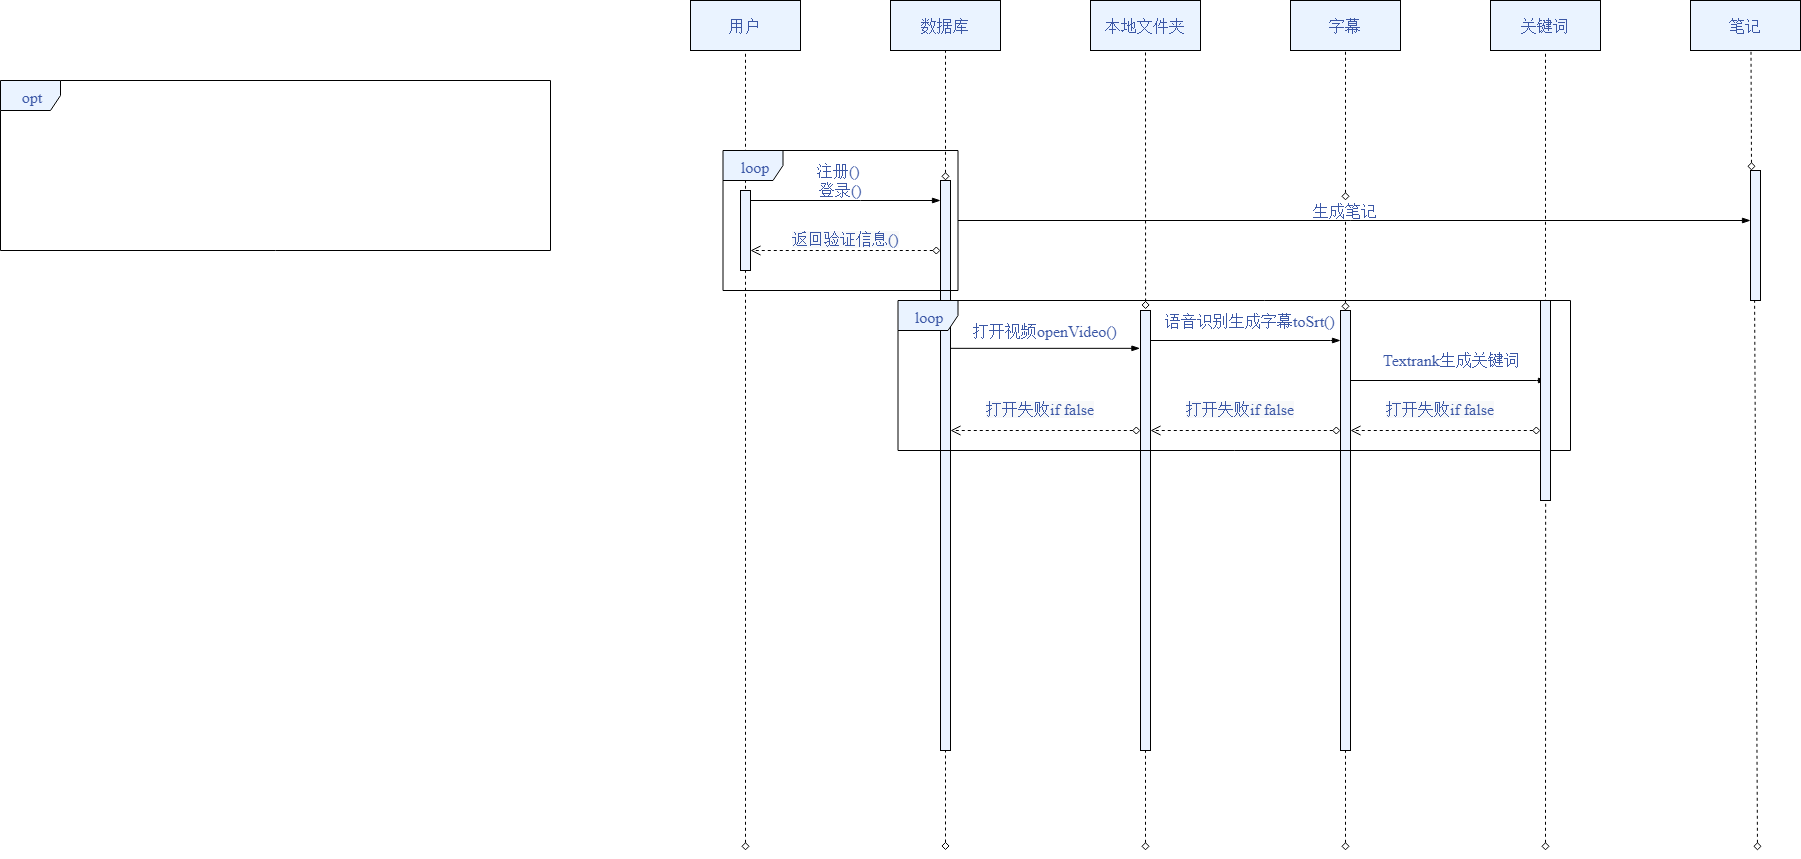 用户
数据库
本地文件夹
字幕
关键词
笔记
opt
loop
注册()
登录()
生成笔记
返回验证信息()
loop
打开视频openVideo()
语音识别生成字幕toSrt()
Textrank生成关键词
打开失败if false
打开失败if false
打开失败if false